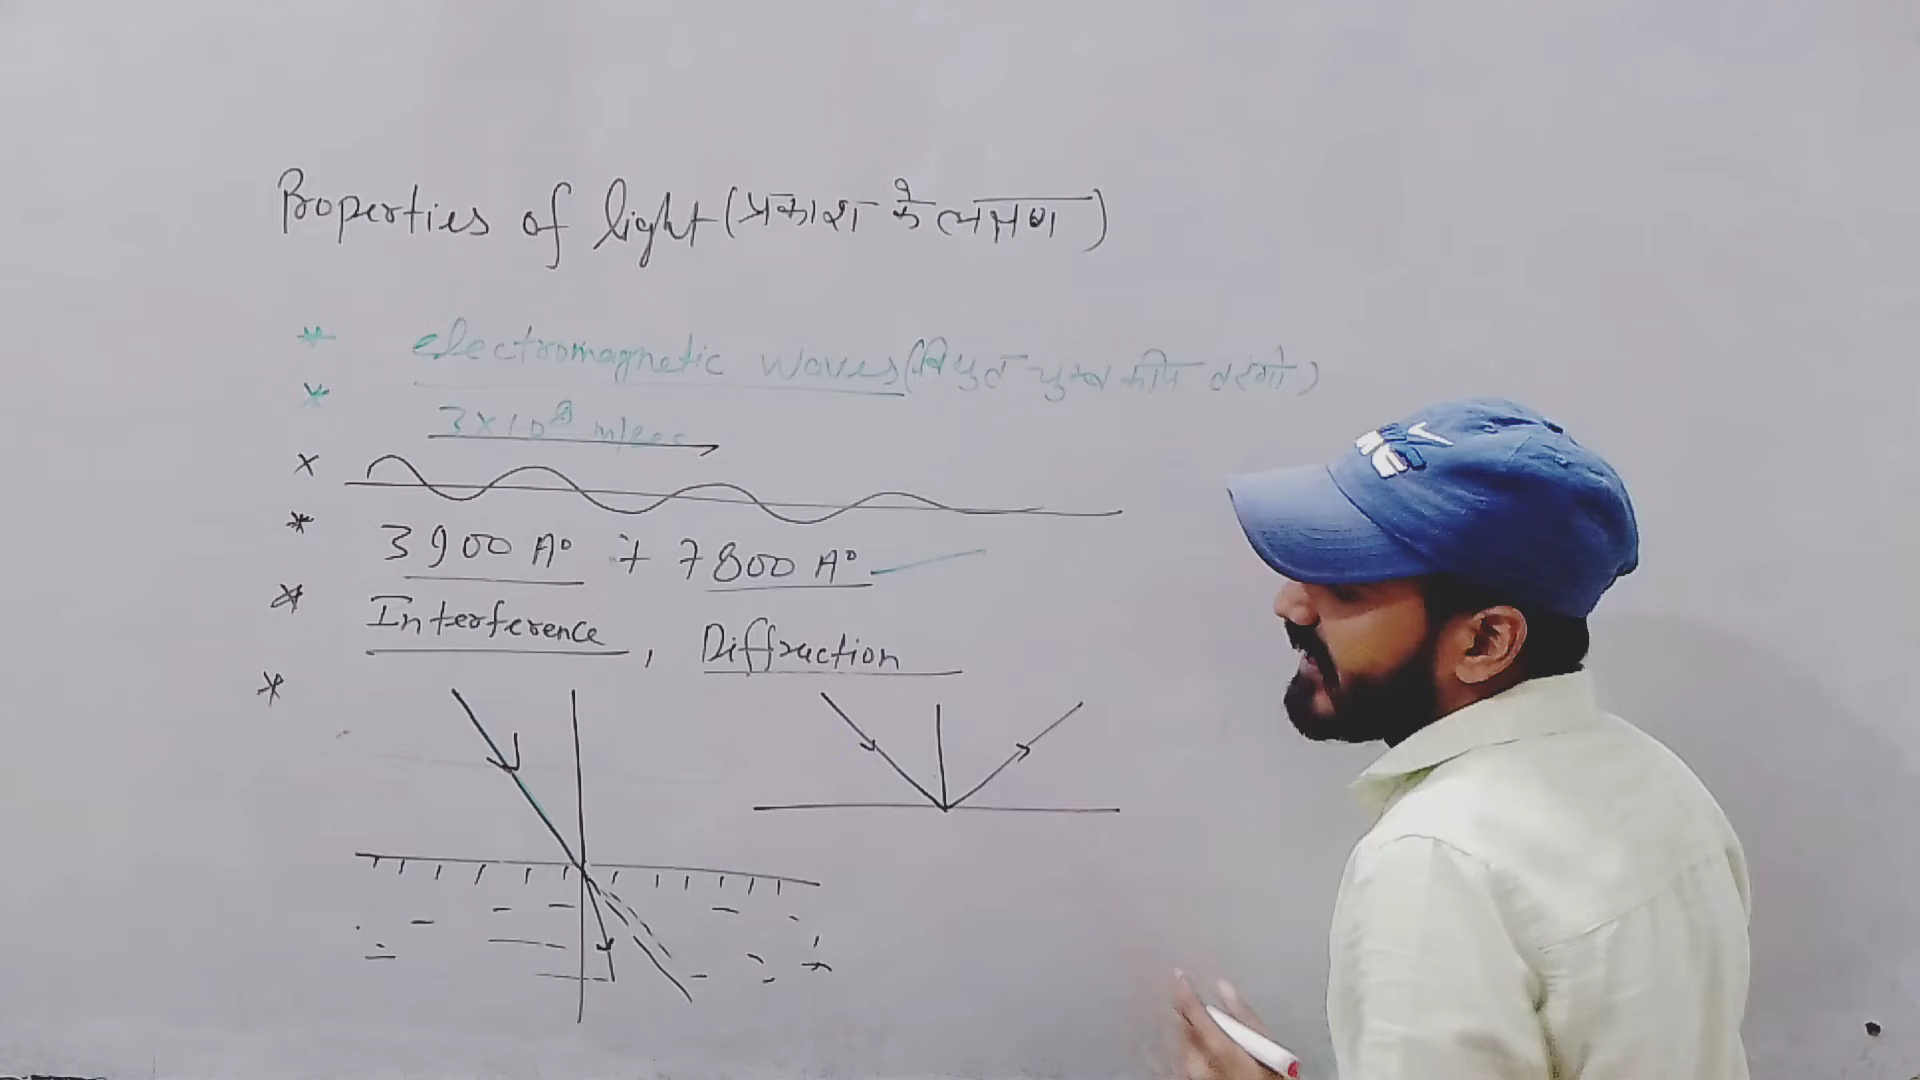 Properties of light (प्रकाश के लक्षण)
* electromagnetic waves (विधुत चुम्बकीय तरंगे)
* 3×10⁸ m/sec
×
* 3900 A° + 7800 A°
* Interference, Diffraction
*